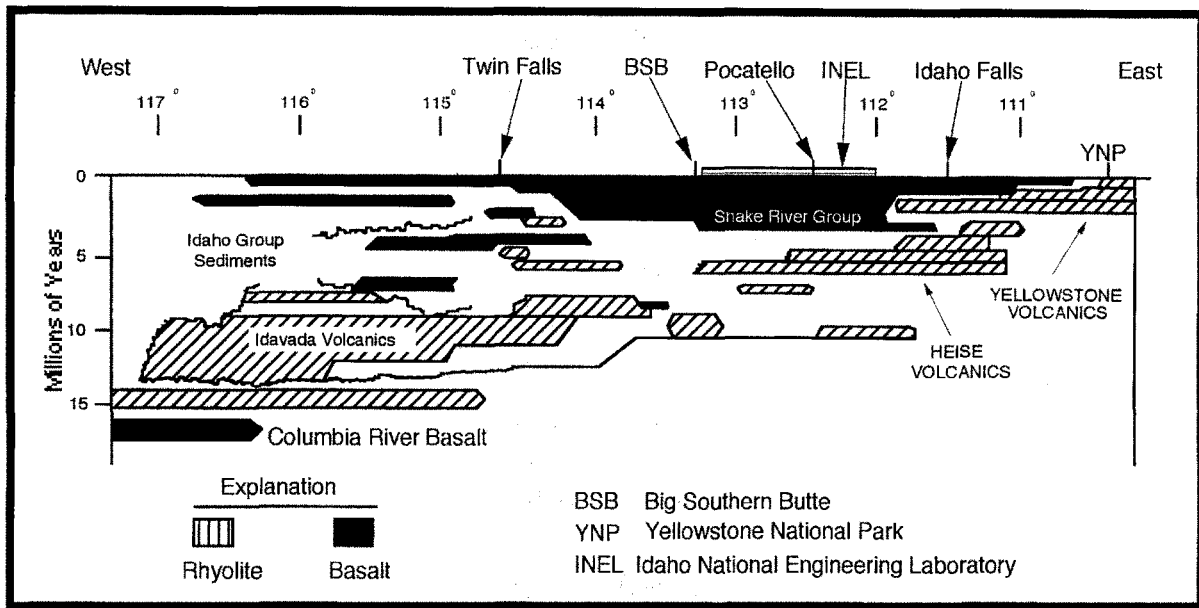 West Twin Falls BSB Pocatello INEL Idaho Falls East
117° 116° 115° 114° 113° 112° 111°
YNP
0
Snake River Group
Idaho Group
Sediments
5
YELLOWSTONE
VOLCANICS
Millions of Years
10
Idavada Volcanics
HEISE
VOLCANICS
15
Columbia River Basalt
Explanation
Rhyolite Basalt
BSB Big Southern Butte
YNP Yellowstone National Park
INEL Idaho National Engineering Laboratory